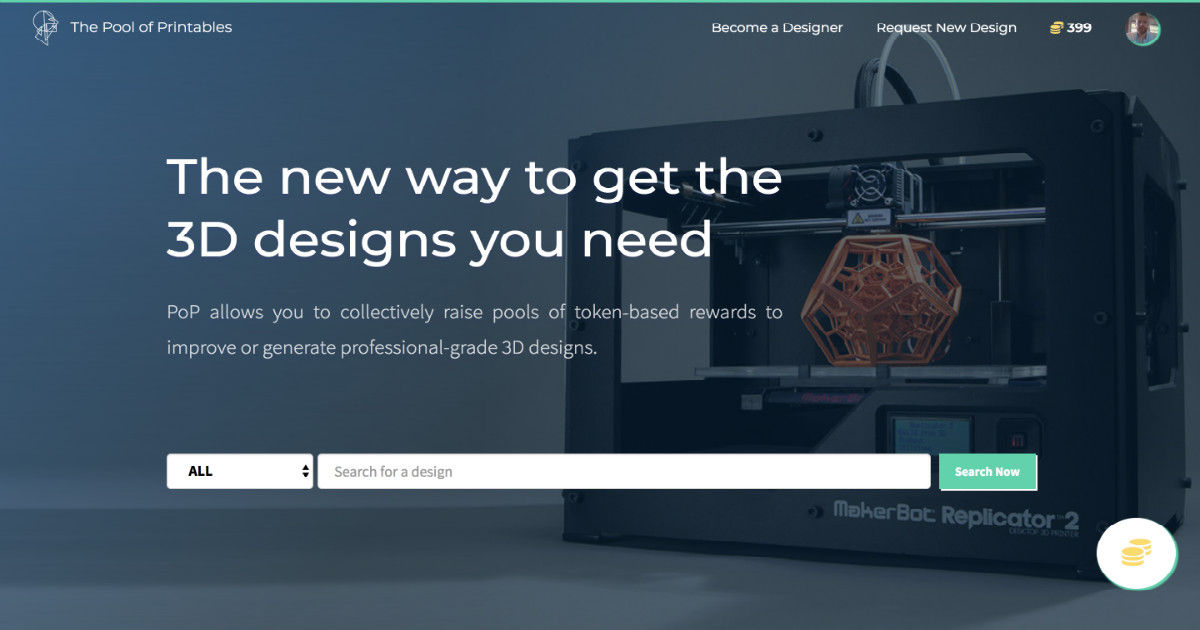 The Pool of Printables
Become a Designer
Request New Design
399
The new way to get the
3D designs you need
PoP allows you to collectively raise pools of token-based rewards to
improve or generate professional-grade 3D designs.
ALL
Search for a design
Search Now
MakerBot Replicator 2
DESKTOP 3D PRINTER